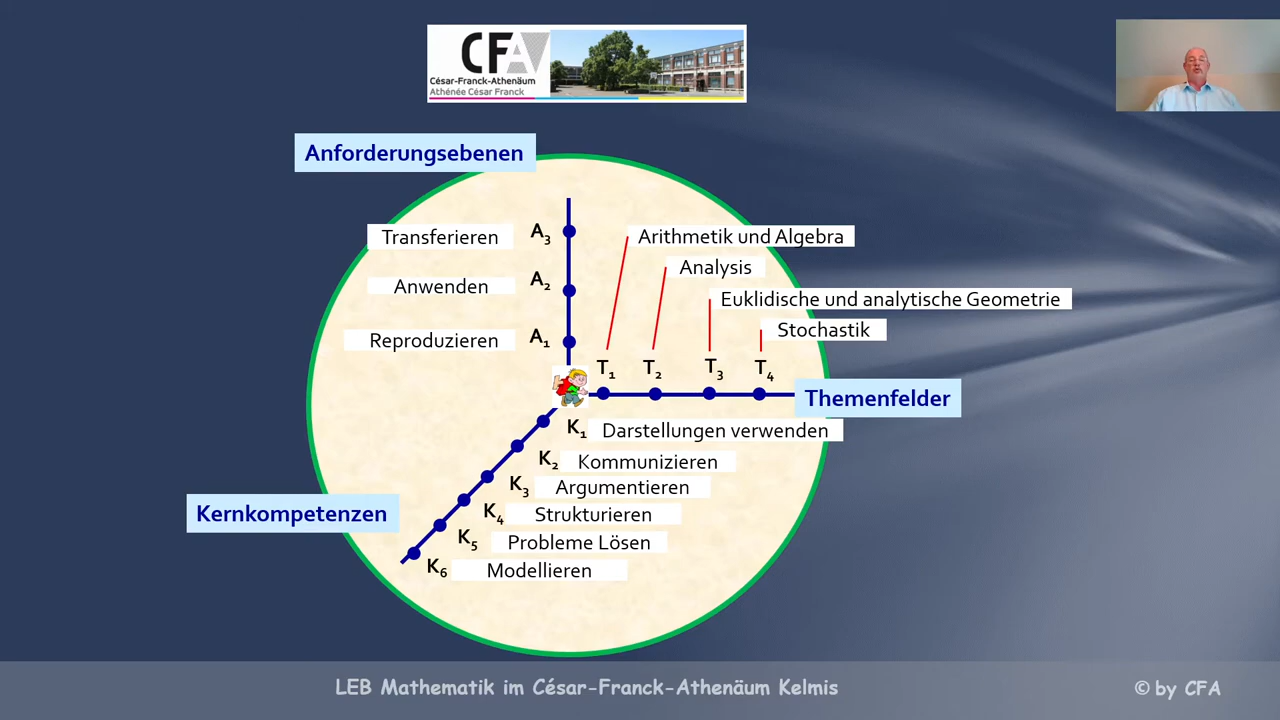 CFA
César-Franck-Athenäum
Athénée César Franck
Anforderungsebenen
Transferieren A3
Anwenden A2
Reproduzieren A1
Arithmetik und Algebra
Analysis
Euklidische und analytische Geometrie
Stochastik
T1 T2 T3 T4
Themenfelder
K1 Darstellungen verwenden
K2 Kommunizieren
K3 Argumentieren
Kernkompetenzen
K4 Strukturieren
K5 Probleme Lösen
K6 Modellieren
LEB Mathematik im César-Franck-Athenäum Kelmis
© by CFA